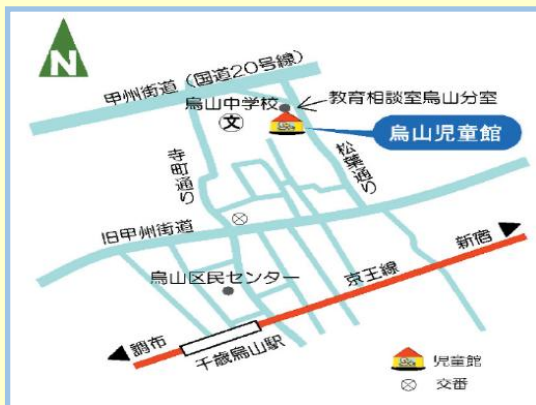 N
甲州街道（国道20号線）
烏山中学校
教育相談室烏山分室
文
烏山児童館
寺町通り
松葉通り
旧甲州街道
新宿
烏山区民センター
京王線
調布
千歳烏山駅
児童館
交番